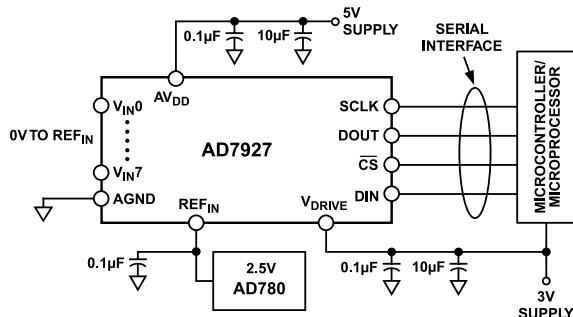 5V
SUPPLY
0.1µF
10µF
SERIAL
INTERFACE
AVDD
VIN0
0V TO REFIN
VIN7
AGND
AD7927
REFIN
VDRIVE
SCLK
DOUT
CS
DIN
MICROCONTROLLER/
MICROPROCESSOR
0.1µF
2.5V
AD780
0.1µF
10µF
3V
SUPPLY